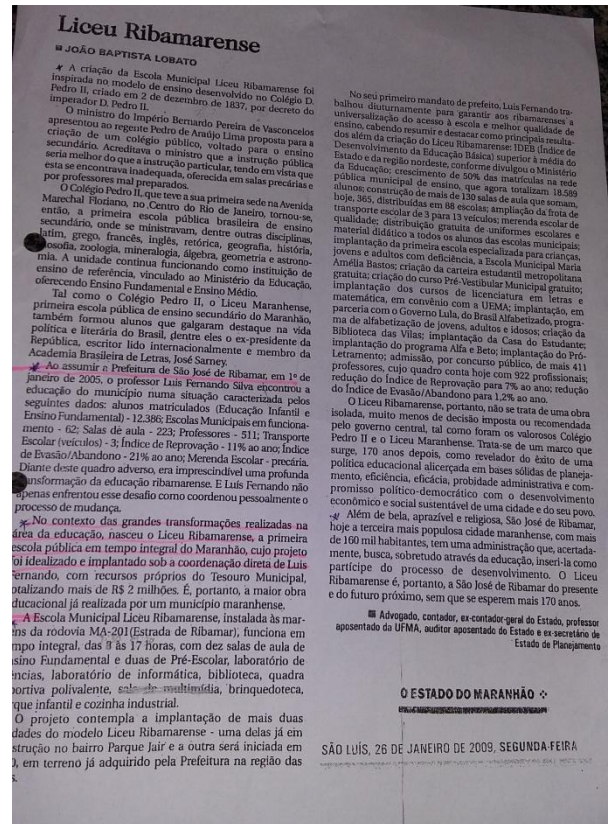 Liceu Ribamarense
JOÃO BAPTISTA LOBATO
A criação da Escola Municipal Liceu Ribamarense foi
inspirada no modelo de ensino desenvolvido no Colégio D.
Pedro II, criado em 2 de dezembro de 1837, por decreto do
imperador D. Pedro II.
O ministro do Império Bernardo Pereira de Vasconcelos
apresentou ao regente Pedro de Araújo Lima proposta para a
criação de um colégio público, voltado para o ensino
secundário. Acreditava o ministro que a instrução pública
seria melhor do que a instrução particular, tendo em vista que
esta se encontrava inadequada, oferecida em salas precárias e
por professores mal preparados.
O Colégio Pedro II, que teve a sua primeira sede na Avenida
Marechal Floriano, no Centro do Rio de Janeiro, tornou-se,
então, a primeira escola pública brasileira de ensino
secundário, onde se ministravam, dentre outras disciplinas,
latim, grego, francês, inglês, retórica, geografia, história,
osofia, zoologia, mineralogia, álgebra, geometria e astrono-
mia. A unidade continua funcionando como instituição de
ensino de referência, vinculado ao Ministério da Educação,
oferecendo Ensino Fundamental e Ensino Médio.
Tal como o Colégio Pedro II, o Liceu Maranhense,
primeira escola pública de ensino secundário do Maranhão,
também formou alunos que galgaram destaque na vida
política e literária do Brasil, dentre eles o ex-presidente da
República, escritor lido internacionalmente e membro da
Academia Brasileira de Letras, José Sarney.
Ao assumir a Prefeitura de São José de Ribamar, em 1º de
janeiro de 2005, o professor Luis Fernando Silva encontrou a
educação do município numa situação caracterizada pelos
seguintes dados: alunos matriculados (Educação Infantil e
Ensino Fundamental) - 12.386; Escolas Municipais em funciona-
mento - 62; Salas de aula - 223; Professores - 511; Transporte
Escolar (veículos) - 3; Índice de Reprovação - 11% ao ano; Índice
de Evasão/Abandono - 21% ao ano; Merenda Escolar - precária.
Diante deste quadro adverso, era imprescindível uma profunda
ansformação da educação ribamarense. E Luis Fernando não
apenas enfrentou esse desafio como coordenou pessoalmente o
processo de mudança.
No contexto das grandes transformações realizadas na
área da educação, nasceu o Liceu Ribamarense, a primeira
escola pública em tempo integral do Maranhão, cujo projeto
foi idealizado e implantado sob a coordenação direta de Luis
Fernando, com recursos próprios do Tesouro Municipal,
otalizando mais de R$ 2 milhões. É, portanto, a maior obra
educacional já realizada por um município maranhense.
A Escola Municipal Liceu Ribamarense, instalada às mar-
ens da rodovia MA-201(Estrada de Ribamar), funciona em
mpo integral, das 8 às 17 horas, com dez salas de aula de
sino Fundamental e duas de Pré-Escolar, laboratório de
ncias, laboratório de informática, biblioteca, quadra
portiva polivalente, sala de multimídia, brinquedoteca,
que infantil e cozinha industrial.
O projeto contempla a implantação de mais duas
dades do modelo Liceu Ribamarense - uma delas já em
strução no bairro Parque Jair e a outra será iniciada em
), em terreno já adquirido pela Prefeitura na região das
s.
No seu primeiro mandato de prefeito, Luis Fernando tra-
balhou diuturnamente para garantir aos ribamarenses a
universalização do acesso à escola e melhor qualidade de
ensino, cabendo resumir e destacar como principais resulta-
dos além da criação do Liceu Ribamarense: IDEB (Índice de
Desenvolvimento da Educação Básica) superior à média do
Estado e da região nordeste, conforme divulgou o Ministério
da Educação; crescimento de 50% das matrículas na rede
pública municipal de ensino, que agora totalizam 18.589
alunos; construção de mais de 130 salas de aula que somam,
hoje, 365, distribuídas em 88 escolas; ampliação da frota de
transporte escolar de 3 para 13 veículos; merenda escolar de
qualidade; distribuição gratuita de uniformes escolares e
material didático a todos os alunos das escolas municipais;
implantação da primeira escola especializada para crianças,
jovens e adultos com deficiência, a Escola Municipal Maria
Amélia Bastos; criação da carteira estudantil metropolitana
gratuita; criação do curso Pré-Vestibular Municipal gratuito;
implantação dos cursos de licenciatura em letras e
matemática, em convênio com a UEMA; implantação, em
parceria com o Governo Lula, do Brasil Alfabetizado, progra-
ma de alfabetização de jovens, adultos e idosos; criação da
Biblioteca das Vilas; implantação da Casa do Estudante;
implantação do programa Alfa e Beto; implantação do Pró-
Letramento; admissão, por concurso público, de mais 411
professores, cujo quadro conta hoje com 922 profissionais;
redução do Índice de Reprovação para 7% ao ano; redução
do Índice de Evasão/Abandono para 1,2% ao ano.
O Liceu Ribamarense, portanto, não se trata de uma obra
isolada, muito menos de decisão imposta ou recomendada
pelo governo central, tal como foram os valorosos Colégio
Pedro II e o Liceu Maranhense. Trata-se de um marco que
surge, 170 anos depois, como revelador do êxito de uma
política educacional alicerçada em bases sólidas de planeja-
mento, eficiência, eficácia, probidade administrativa e com-
promisso político-democrático com o desenvolvimento
econômico e social sustentável de uma cidade e do seu povo.
Além de bela, aprazível e religiosa, São José de Ribamar,
hoje a terceira mais populosa cidade maranhense, com mais
de 160 mil habitantes, tem uma administração que, acertada-
mente, busca, sobretudo através da educação, inseri-la como
partícipe do processo de desenvolvimento. O Liceu
Ribamarense é, portanto, a São José de Ribamar do presente
e do futuro próximo, sem que se esperem mais 170 anos.
Advogado, contador, ex-contador-geral do Estado, professor
aposentado da UFMA, auditor aposentado do Estado e ex-secretário de
Estado de Planejamento
O ESTADO DO MARANHÃO
SÃO LUÍS, 26 DE JANEIRO DE 2009, SEGUNDA-FEIRA